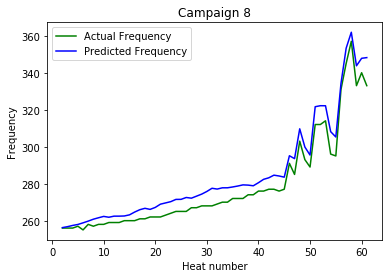 Campaign 8
Actual Frequency
Predicted Frequency
Frequency
360
340
320
300
280
260
0 10 20 30 40 50 60
Heat number